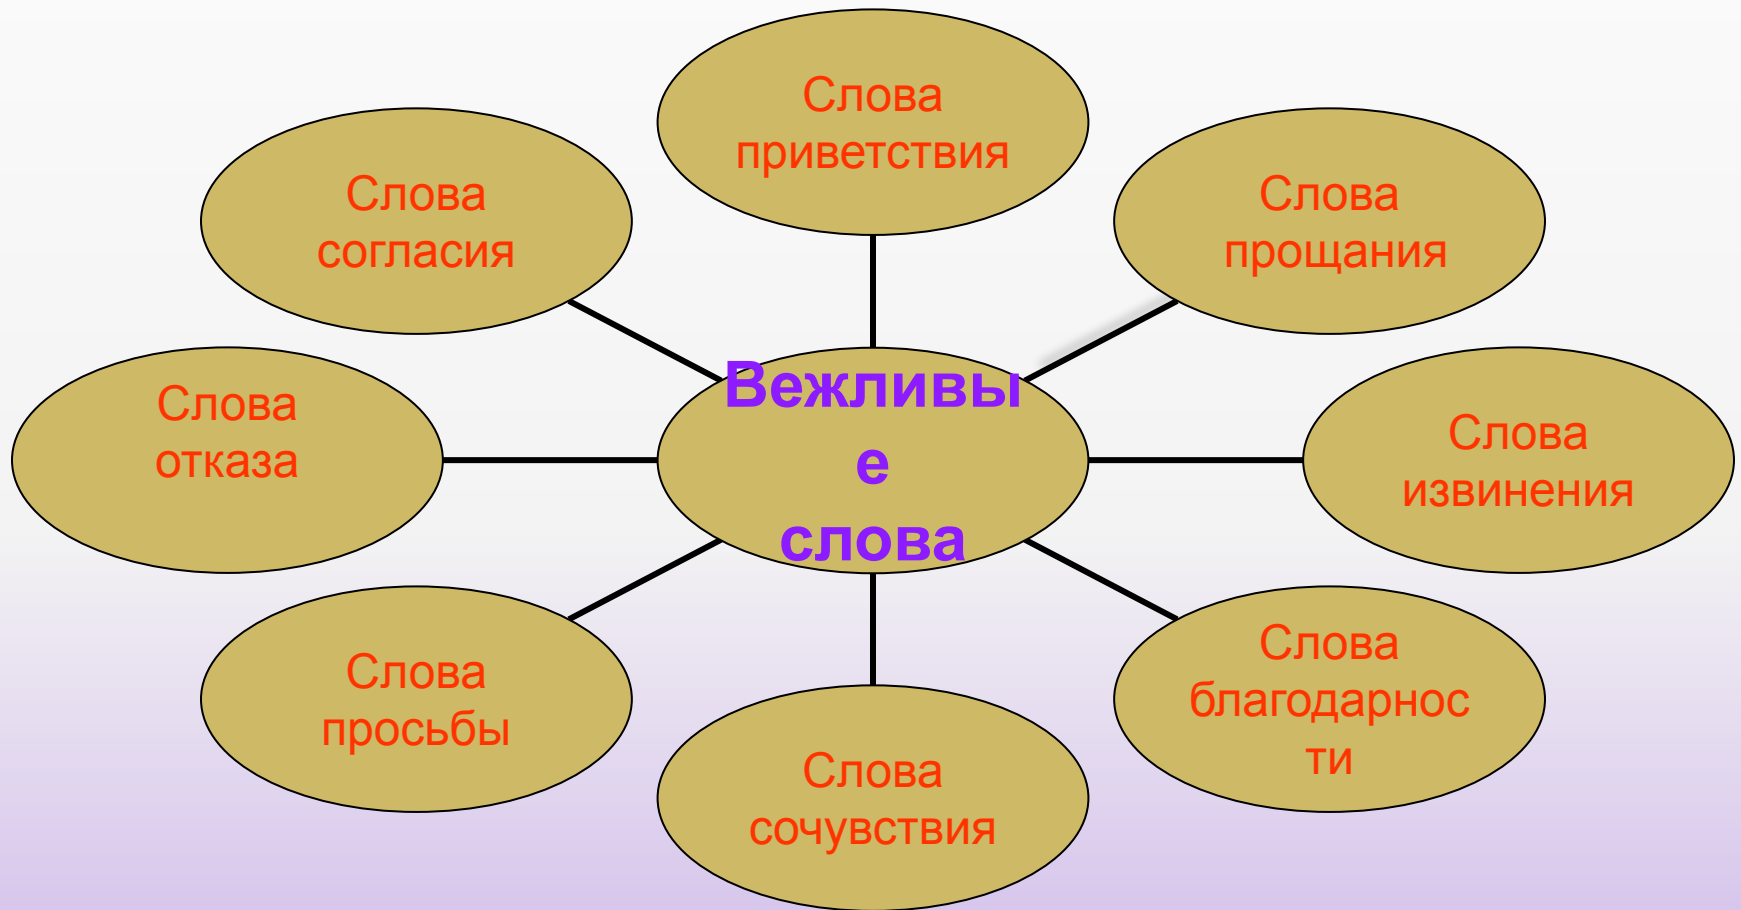 Слова
приветствия
Слова
согласия
Слова
прощания
Вежливы
е
слова
Слова
отказа
Слова
извинения
Слова
просьбы
Слова
благодарнос
ти
Слова
сочувствия